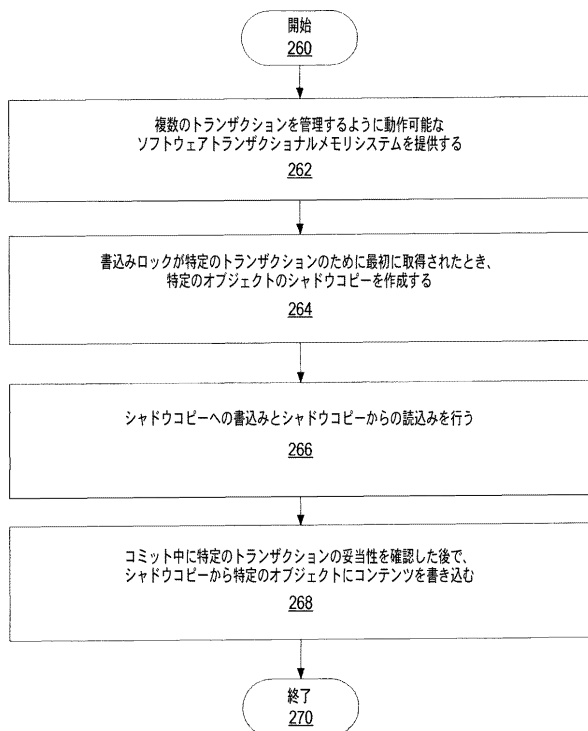 開始
260
複数のトランザクションを管理するように動作可能な
ソフトウェアトランザクショナルメモリシステムを提供する
262
書込みロックが特定のトランザクションのために最初に取得されたとき、
特定のオブジェクトのシャドウコピーを作成する
264
シャドウコピーへの書込みとシャドウコピーからの読込みを行う
266
コミット中に特定のトランザクションの妥当性を確認した後で、
シャドウコピーから特定のオブジェクトにコンテンツを書き込む
268
終了
270